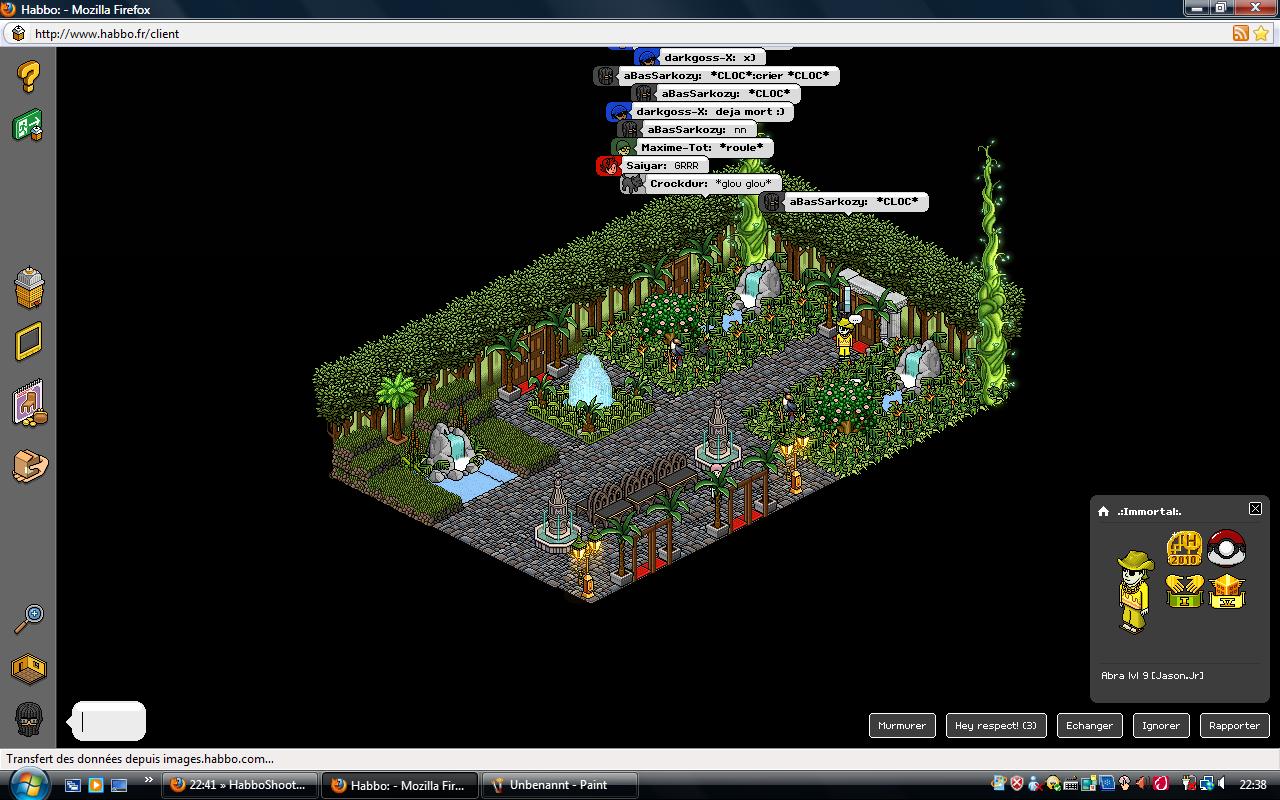 Habbo: - Mozilla Firefox
http://www.habbo.fr/client
darkgoss-X: x)
aBasSarkozy: *CLOC*:crier *CLOC*
aBasSarkozy: *CLOC*
darkgoss-X: deja mort :)
aBasSarkozy: nn
Maxime-Tot: *roule*
Saiyar: GRRR
Crockdur: *glou glou*
aBasSarkozy: *CLOC*
.:Immortal:.
2010
I
Abra lvl 9 [Jason.Jr]
Murmurer
Hey respect! (3)
Echanger
Ignorer
Rapporter
Transfert des données depuis images.habbo.com...
22:41 » HabboShoot...
Habbo: - Mozilla Fir...
Unbenannt - Paint
22:38